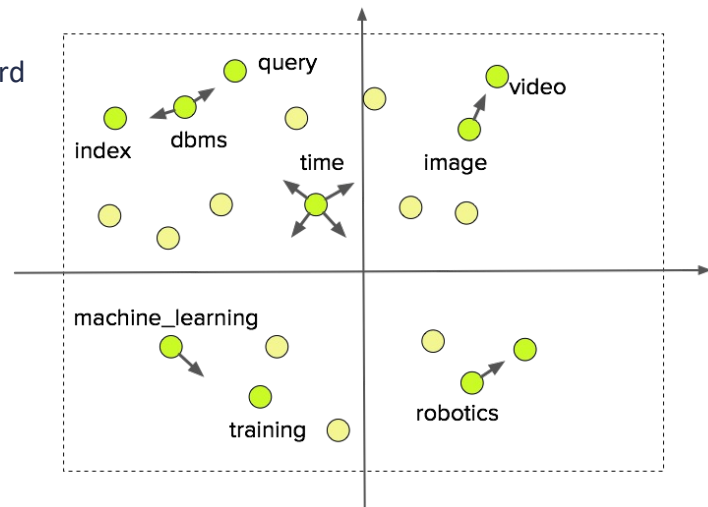 rd
query
video
index
dbms
time
image
machine_learning
training
robotics